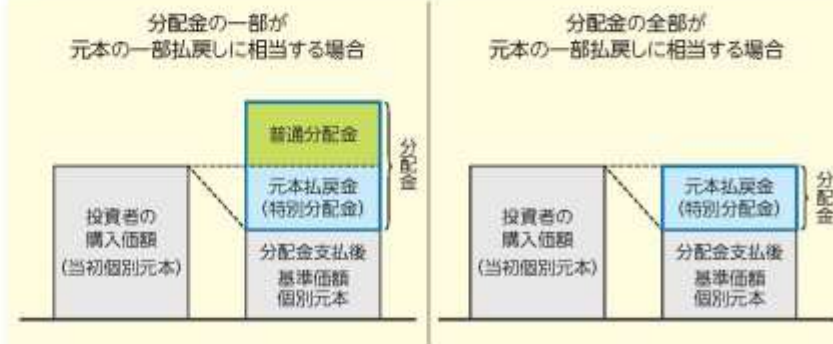 分配金の一部が
元本の一部払戻しに相当する場合
普通分配金
元本払戻金
(特別分配金)
分配金
投資者の
購入価額
(当初個別元本)
分配金支払後
基準価額
個別元本
分配金の全部が
元本の一部払戻しに相当する場合
元本払戻金
(特別分配金)
分配金
投資者の
購入価額
(当初個別元本)
分配金支払後
基準価額
個別元本